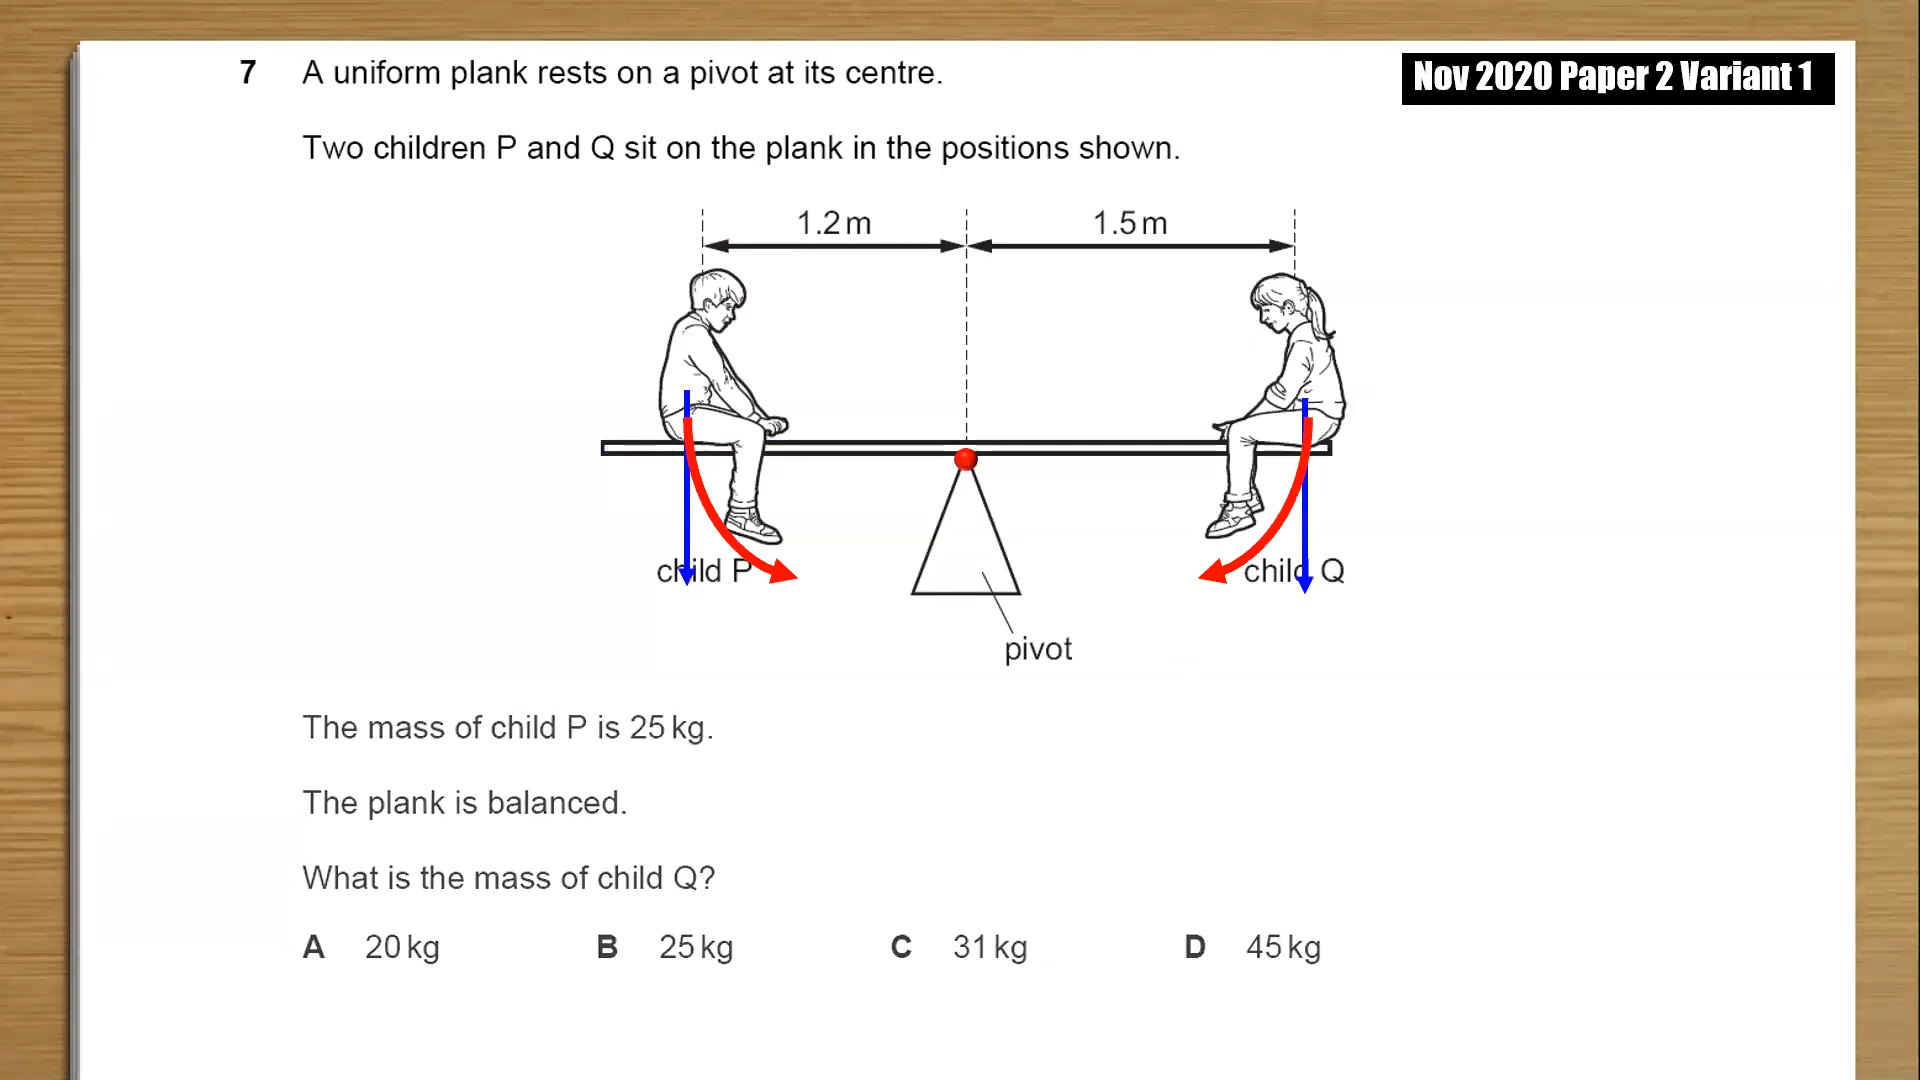 7 A uniform plank rests on a pivot at its centre.
Nov 2020 Paper 2 Variant 1
Two children P and Q sit on the plank in the positions shown.
1.2 m 1.5 m
child P child Q
pivot
The mass of child P is 25 kg.
The plank is balanced.
What is the mass of child Q?
A 20 kg B 25 kg C 31 kg D 45 kg